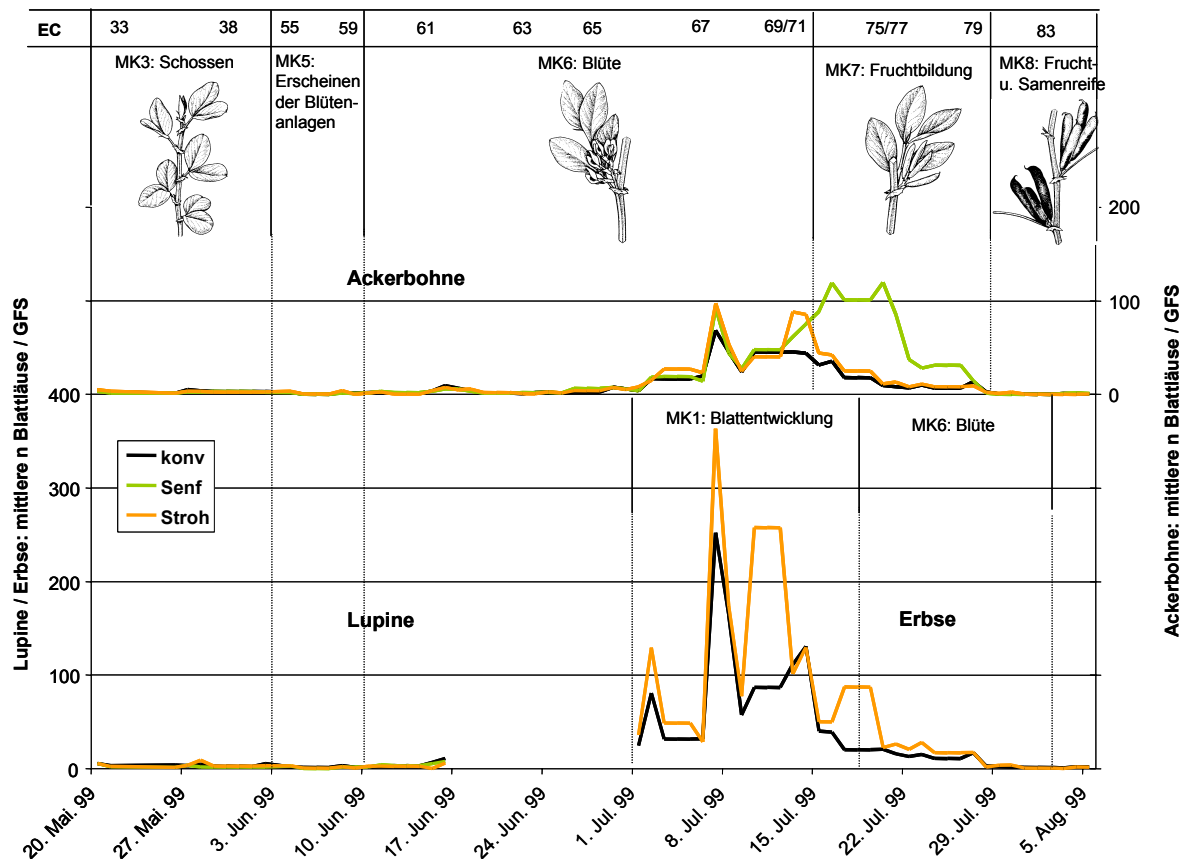 EC 33 38 55 59 61 63 65 67 69/71 75/77 79 83
MK3: Schossen
MK5:
Erscheinen
der Blüten-
anlagen
MK6: Blüte
MK7: Fruchtbildung
MK8: Frucht-
u. Samenreife
200
Ackerbohne
100
400
0
MK1: Blattentwicklung
MK6: Blüte
konv
Senf
Stroh
300
200
Lupine
Erbse
100
0
20. Mai. 99
27. Mai. 99
3. Jun. 99
10. Jun. 99
17. Jun. 99
24. Jun. 99
1. Jul. 99
8. Jul. 99
15. Jul. 99
22. Jul. 99
29. Jul. 99
5. Aug. 99
Lupine / Erbse: mittlere n Blattläuse / GFS
Ackerbohne: mittlere n Blattläuse / GFS